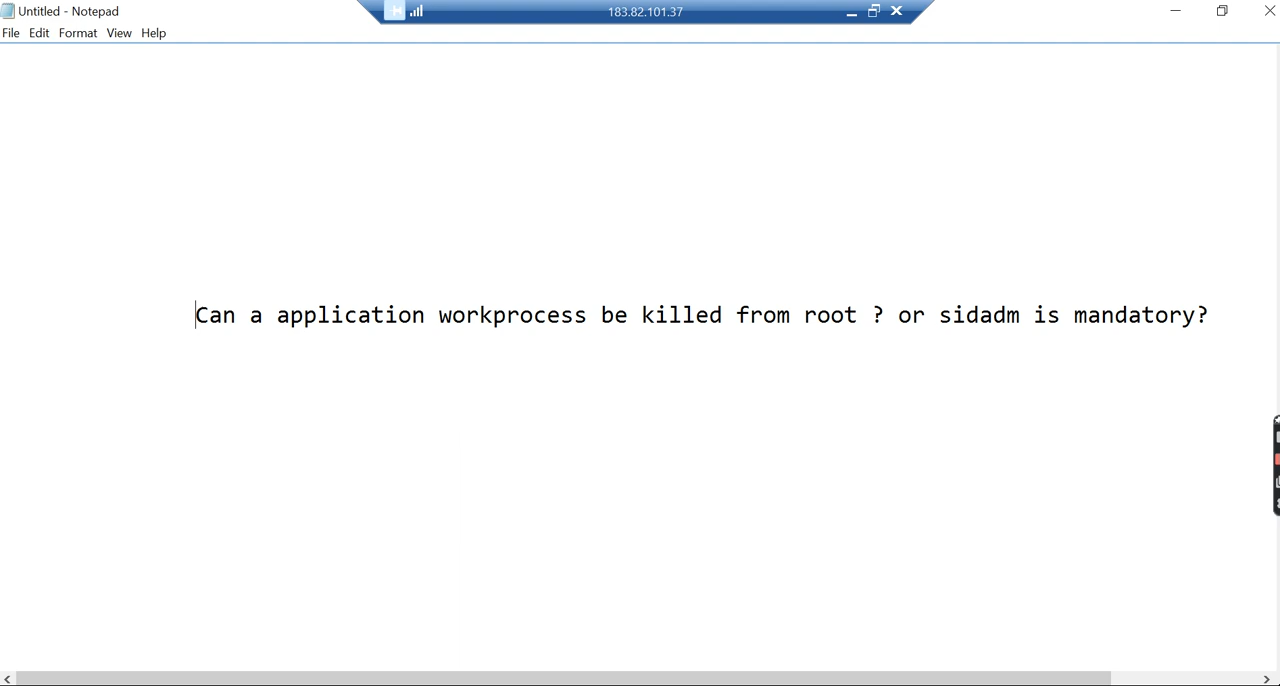 Untitled - Notepad
183.82.101.37
File Edit Format View Help
Can a application workprocess be killed from root ? or sidadm is mandatory?